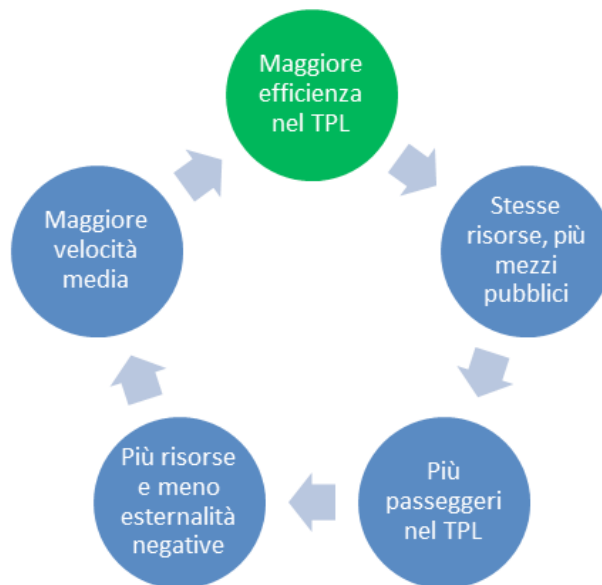 Maggiore
efficienza
nel TPL
Stesse
risorse, più
mezzi
pubblici
Più
passeggeri
nel TPL
Più risorse
e meno
esternalità
negative
Maggiore
velocità
media